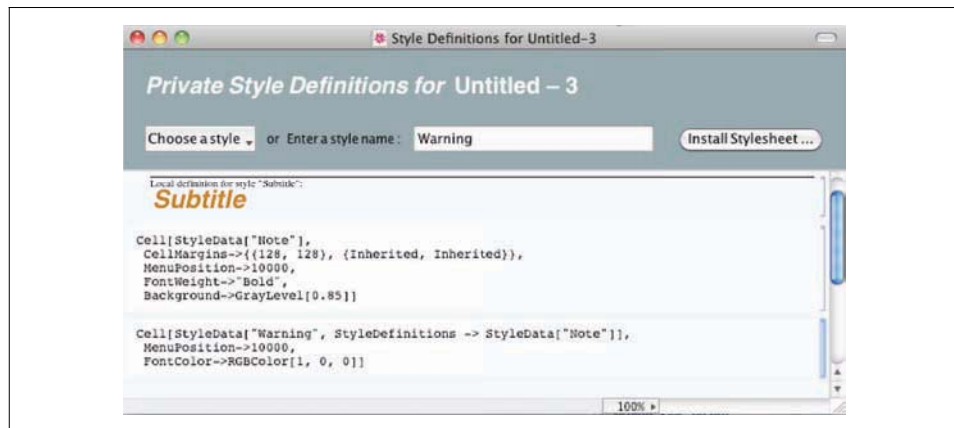 Style Definitions for Untitled-3
Private Style Definitions for Untitled – 3
Choose a style or Enter a style name : Warning Install Stylesheet ...
Local definition for style "Subtitle":
Subtitle
Cell[StyleData["Note"],
CellMargins->{{128, 128}, {Inherited, Inherited}},
MenuPosition->10000,
FontWeight->"Bold",
Background->GrayLevel[0.85]]
Cell[StyleData["Warning", StyleDefinitions -> StyleData["Note"]],
MenuPosition->10000,
FontColor->RGBColor[1, 0, 0]]
100%